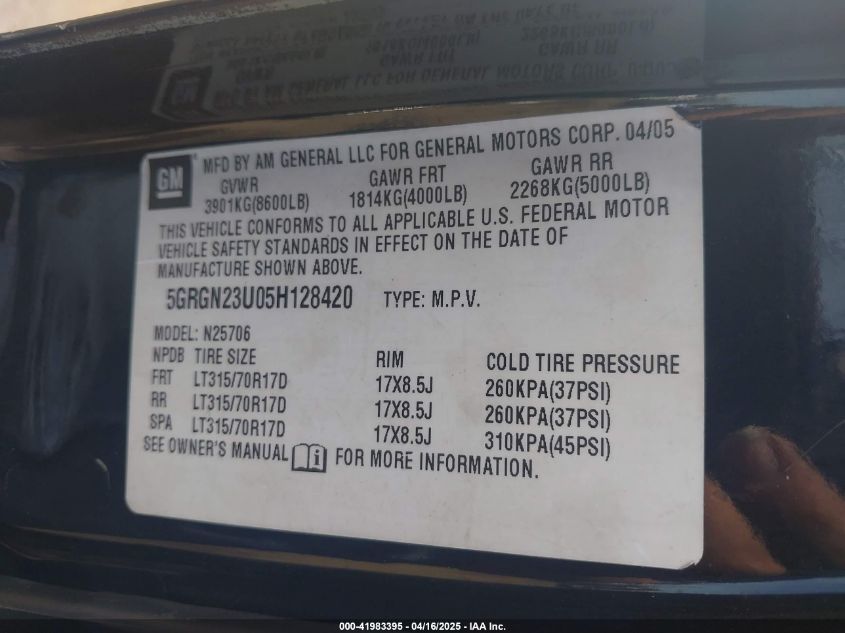 GM
MFD BY AM GENERAL LLC FOR GENERAL MOTORS CORP. 04/05
GVWR GAWR FRT GAWR RR
3901KG(8600LB) 1814KG(4000LB) 2268KG(5000LB)
THIS VEHICLE CONFORMS TO ALL APPLICABLE U.S. FEDERAL MOTOR
VEHICLE SAFETY STANDARDS IN EFFECT ON THE DATE OF
MANUFACTURE SHOWN ABOVE.
5GRGN23U05H128420 TYPE: M.P.V.
MODEL: N25706
NPDB TIRE SIZE RIM COLD TIRE PRESSURE
FRT LT315/70R17D 17X8.5J 260KPA(37PSI)
RR LT315/70R17D 17X8.5J 260KPA(37PSI)
SPA LT315/70R17D 17X8.5J 310KPA(45PSI)
SEE OWNER'S MANUAL i FOR MORE INFORMATION.
000-41983395 - 04/16/2025 - IAA Inc.